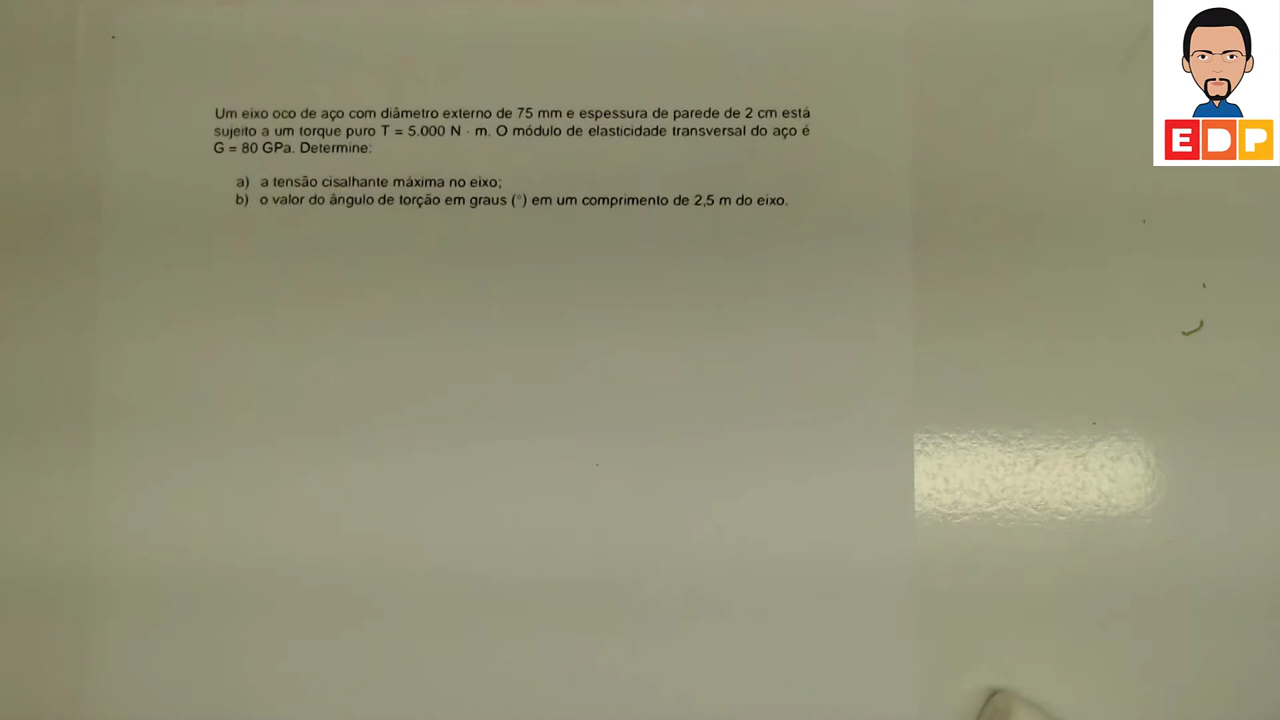 Um eixo oco de aço com diâmetro externo de 75 mm e espessura de parede de 2 cm está
sujeito a um torque puro T = 5.000 N · m. O módulo de elasticidade transversal do aço é
G = 80 GPa. Determine:
a) a tensão cisalhante máxima no eixo;
b) o valor do ângulo de torção em graus (°) em um comprimento de 2,5 m do eixo.
EDP